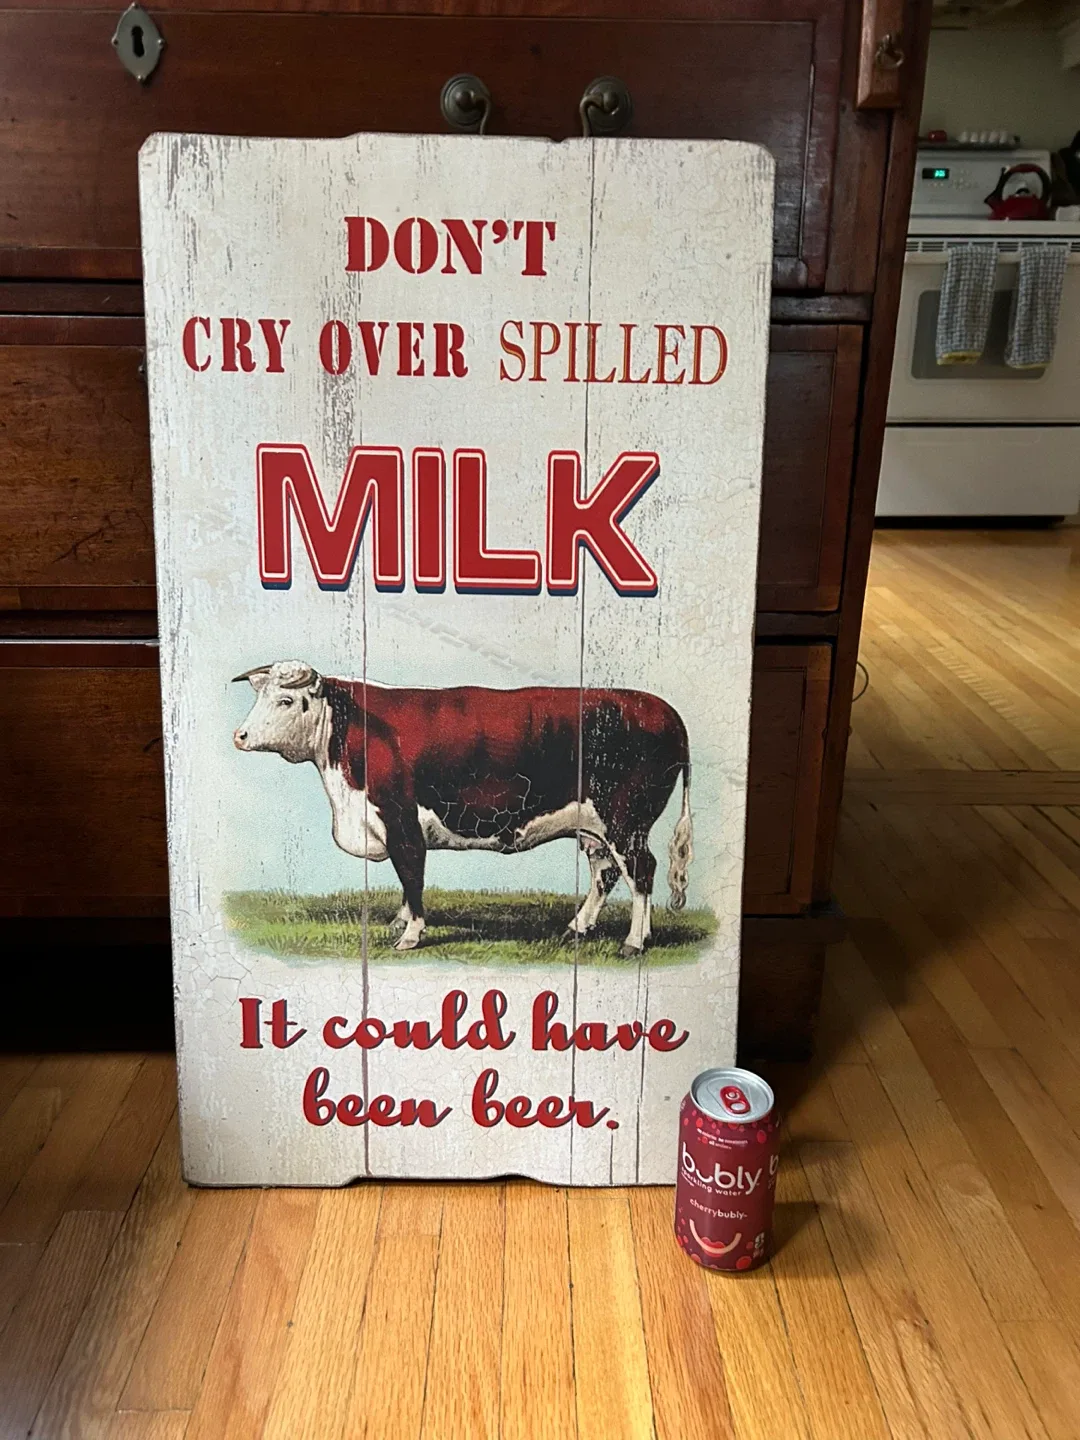 DON'T
CRY OVER SPILLED
MILK
It could have
been beer.
bubly
sparkling water
cherrybubly